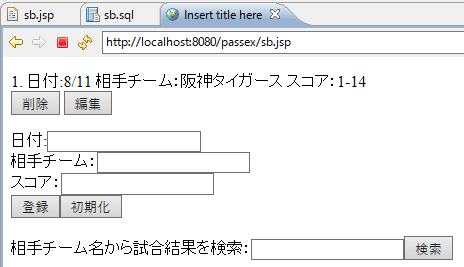 sb.jsp sb.sql Insert title here
http://localhost:8080/passex/sb.jsp
1. 日付:8/11 相手チーム:阪神タイガース スコア:1-14
削除 編集
日付:
相手チーム:
スコア:
登録 初期化
相手チーム名から試合結果を検索: 検索